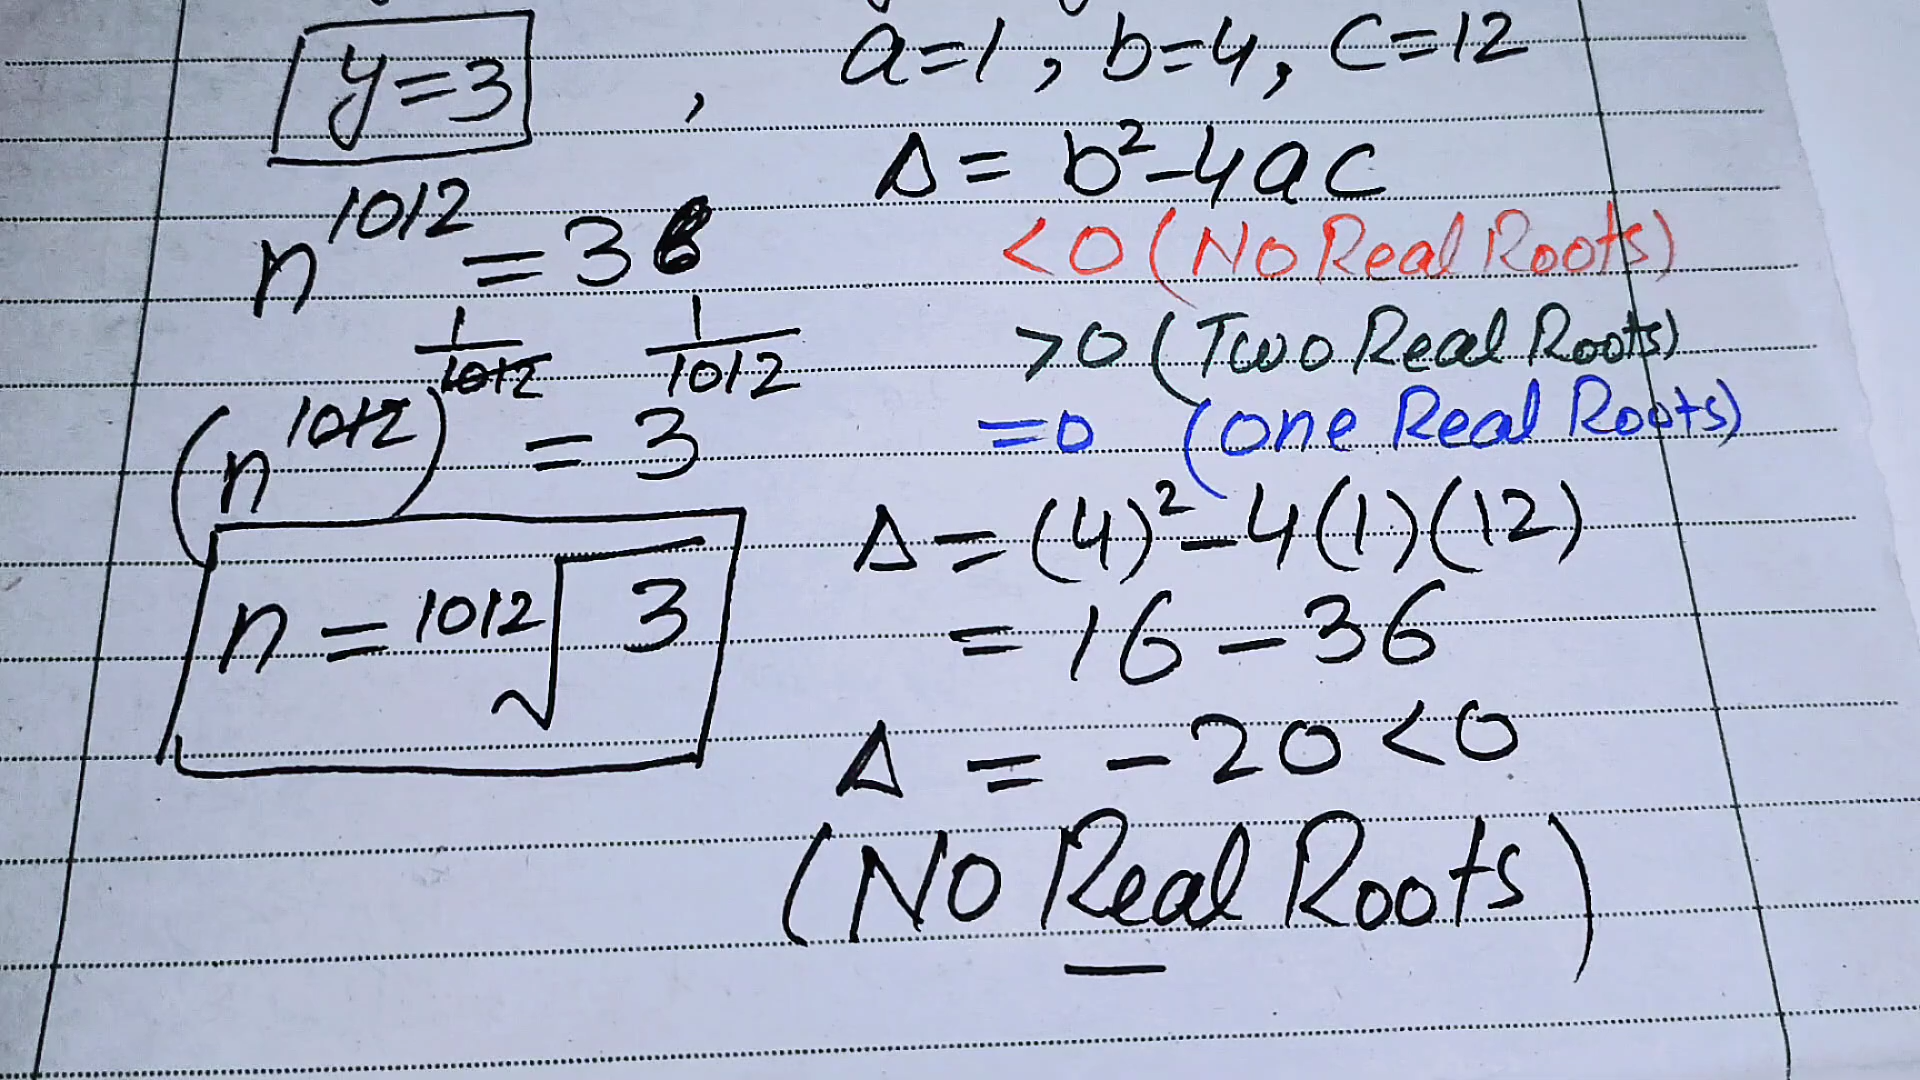 y=3 , a=1, b=4, c=12
Δ = b²-4ac
n^1012 = 3
<0 (No Real Roots)
>0 (Two Real Roots)
=0 (one Real Roots)
(n^1012)^1/1012 = 3^1/1012
n = ¹⁰¹²√3
Δ = (4)²-4(1)(12)
= 16-36
Δ = -20<0
(No Real Roots)